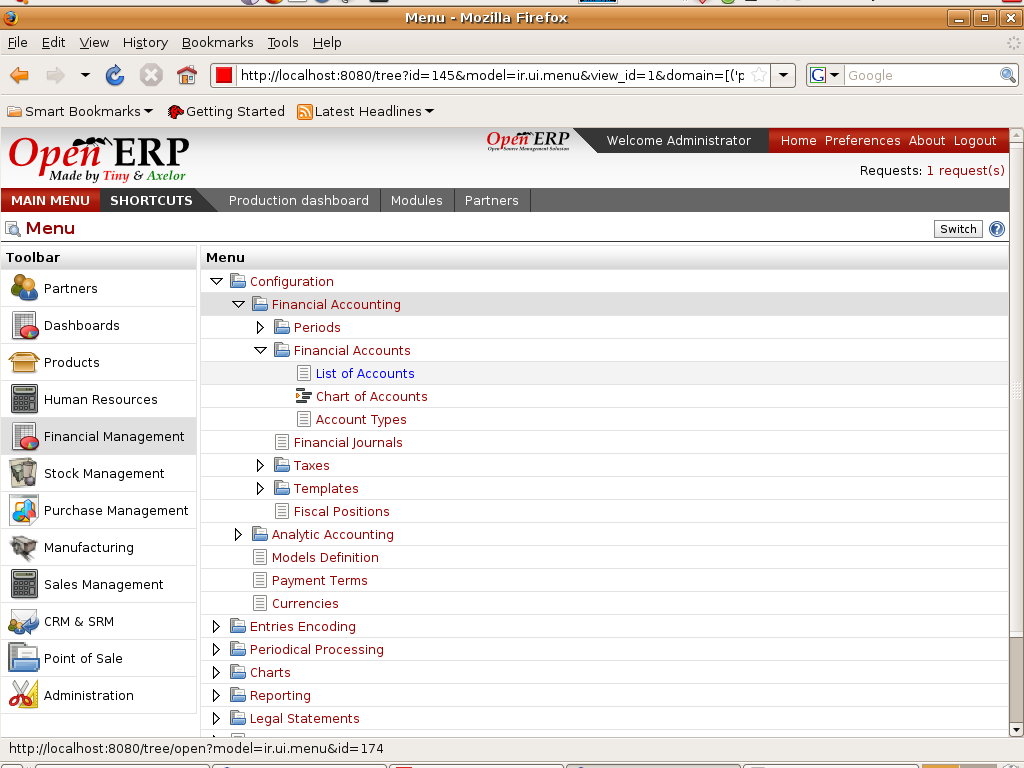 Menu - Mozilla Firefox
File Edit View History Bookmarks Tools Help
http://localhost:8080/tree?id=145&model=ir.ui.menu&view_id=1&domain=[('p
G Google
Smart Bookmarks Getting Started Latest Headlines
Open ERP
Made by Tiny & Axelor
Open ERP
Open Source Management Solution
Welcome Administrator
Home Preferences About Logout
Requests: 1 request(s)
MAIN MENU SHORTCUTS Production dashboard Modules Partners
Menu
Switch ?
Toolbar
Partners
Dashboards
Products
Human Resources
Financial Management
Stock Management
Purchase Management
Manufacturing
Sales Management
CRM & SRM
Point of Sale
Administration
Menu
Configuration
Financial Accounting
Periods
Financial Accounts
List of Accounts
Chart of Accounts
Account Types
Financial Journals
Taxes
Templates
Fiscal Positions
Analytic Accounting
Models Definition
Payment Terms
Currencies
Entries Encoding
Periodical Processing
Charts
Reporting
Legal Statements
http://localhost:8080/tree/open?model=ir.ui.menu&id=174